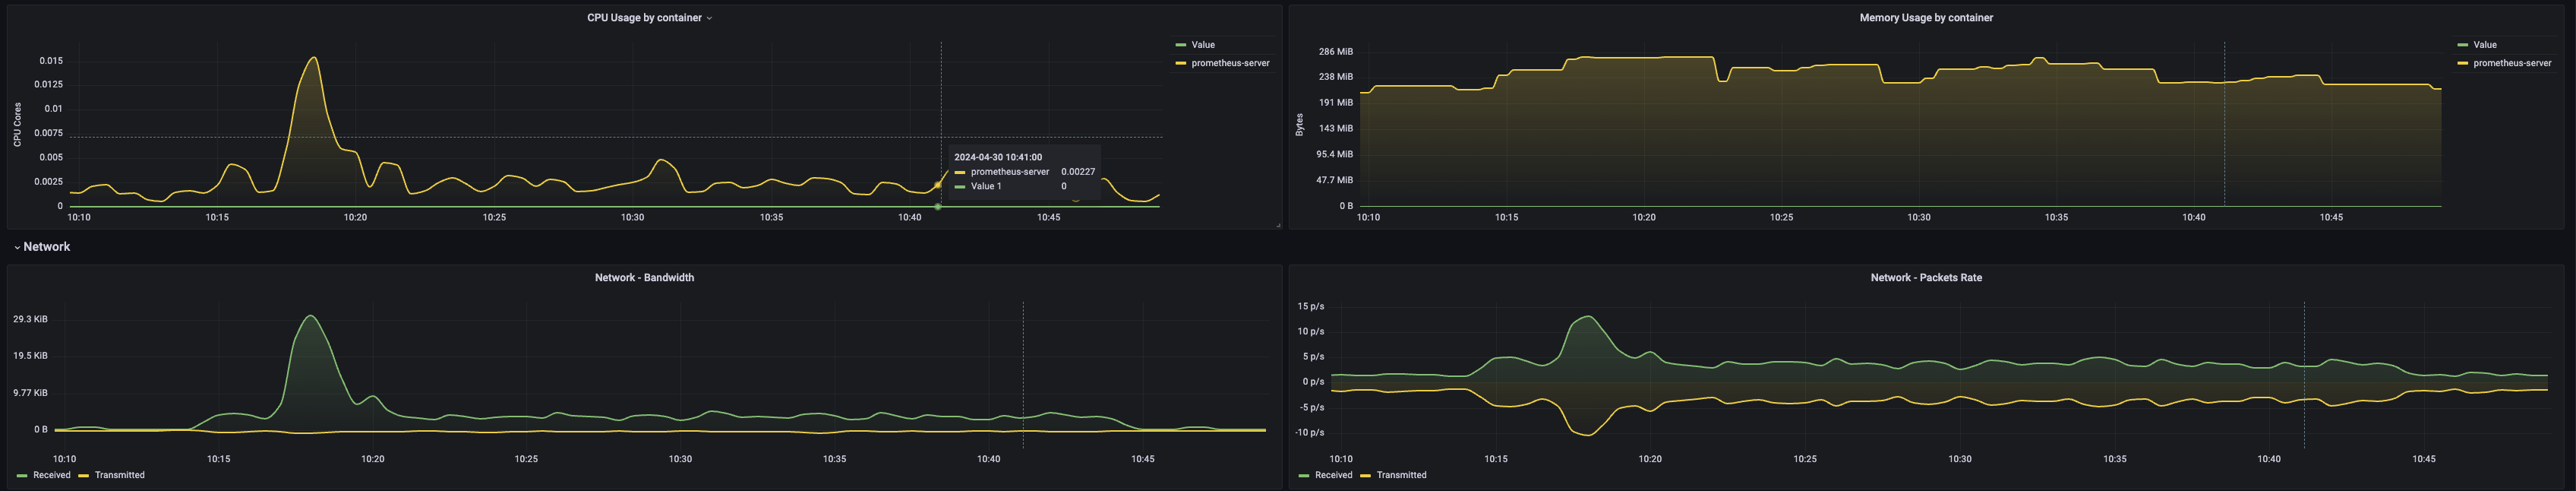 CPU Usage by container
CPU Cores
0.015
0.0125
0.01
0.0075
0.005
0.0025
0
10:10 10:15 10:20 10:25 10:30 10:35 10:40 10:45
Value
prometheus-server
2024-04-30 10:41:00
prometheus-server 0.00227
Value 1 0
Memory Usage by container
Bytes
286 MiB
238 MiB
191 MiB
143 MiB
95.4 MiB
47.7 MiB
0 B
10:10 10:15 10:20 10:25 10:30 10:35 10:40 10:45
Value
prometheus-server
Network
Network - Bandwidth
29.3 KiB
19.5 KiB
9.77 KiB
0 B
10:10 10:15 10:20 10:25 10:30 10:35 10:40 10:45
Received Transmitted
Network - Packets Rate
15 p/s
10 p/s
5 p/s
0 p/s
-5 p/s
-10 p/s
10:10 10:15 10:20 10:25 10:30 10:35 10:40 10:45
Received Transmitted